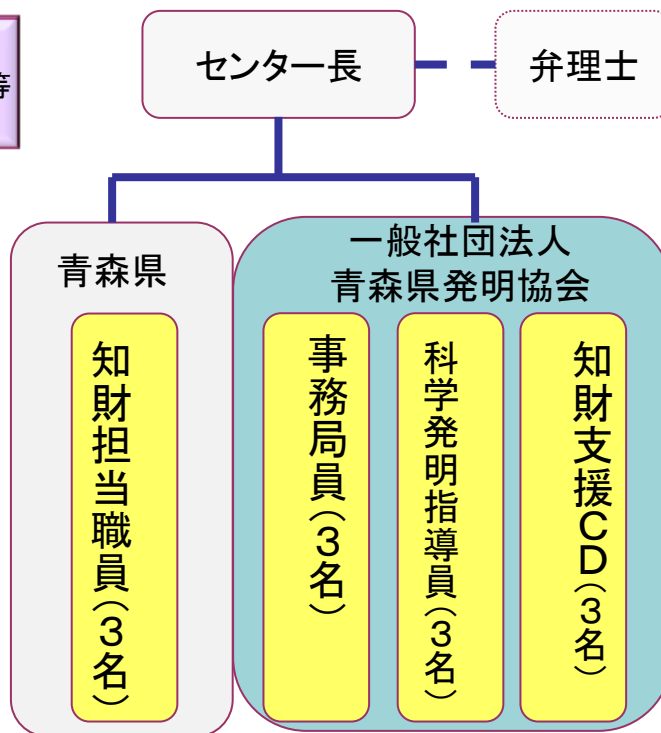 等
センター長
弁理士
青森県
一般社団法人
青森県発明協会
知財担当職員(3名)
事務局員(3名)
科学発明指導員(3名)
知財支援CD(3名)